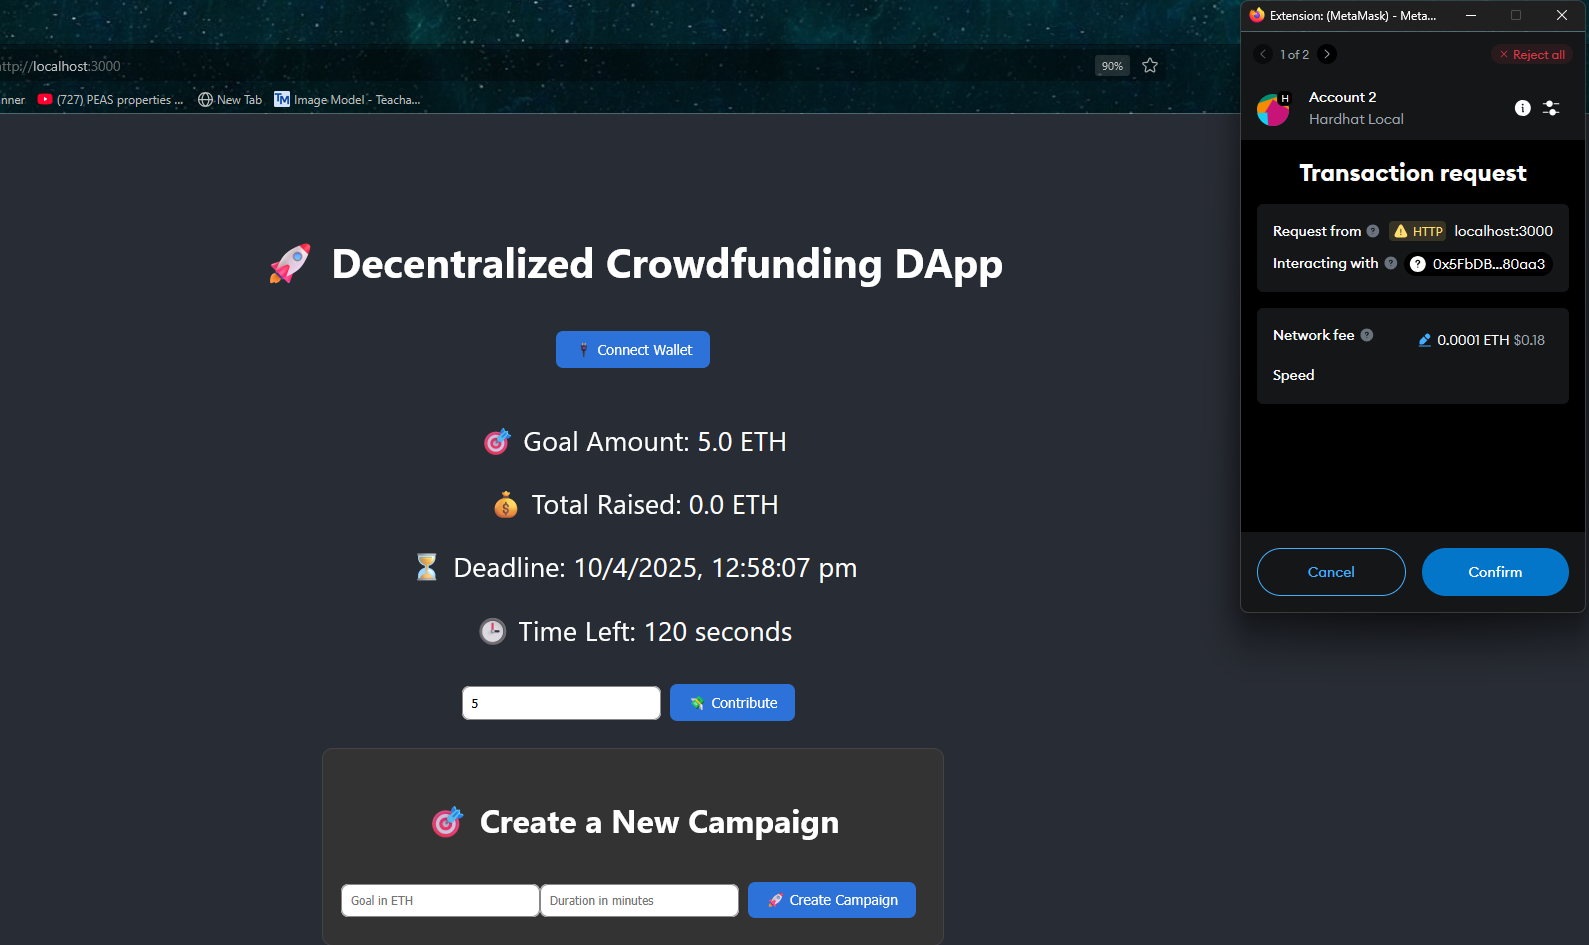 ttp://localhost:3000
90%
nner
(727) PEAS properties ...
New Tab
TM
Image Model - Teacha...
Decentralized Crowdfunding DApp
Connect Wallet
Goal Amount: 5.0 ETH
Total Raised: 0.0 ETH
Deadline: 10/4/2025, 12:58:07 pm
Time Left: 120 seconds
5
Contribute
Create a New Campaign
Goal in ETH
Duration in minutes
Create Campaign
Extension: (MetaMask) - Meta...
1 of 2
Reject all
H
Account 2
Hardhat Local
Transaction request
Request from ? HTTP localhost:3000
Interacting with ? ? 0x5FbDB...80aa3
Network fee ? 0.0001 ETH $0.18
Speed
Cancel
Confirm